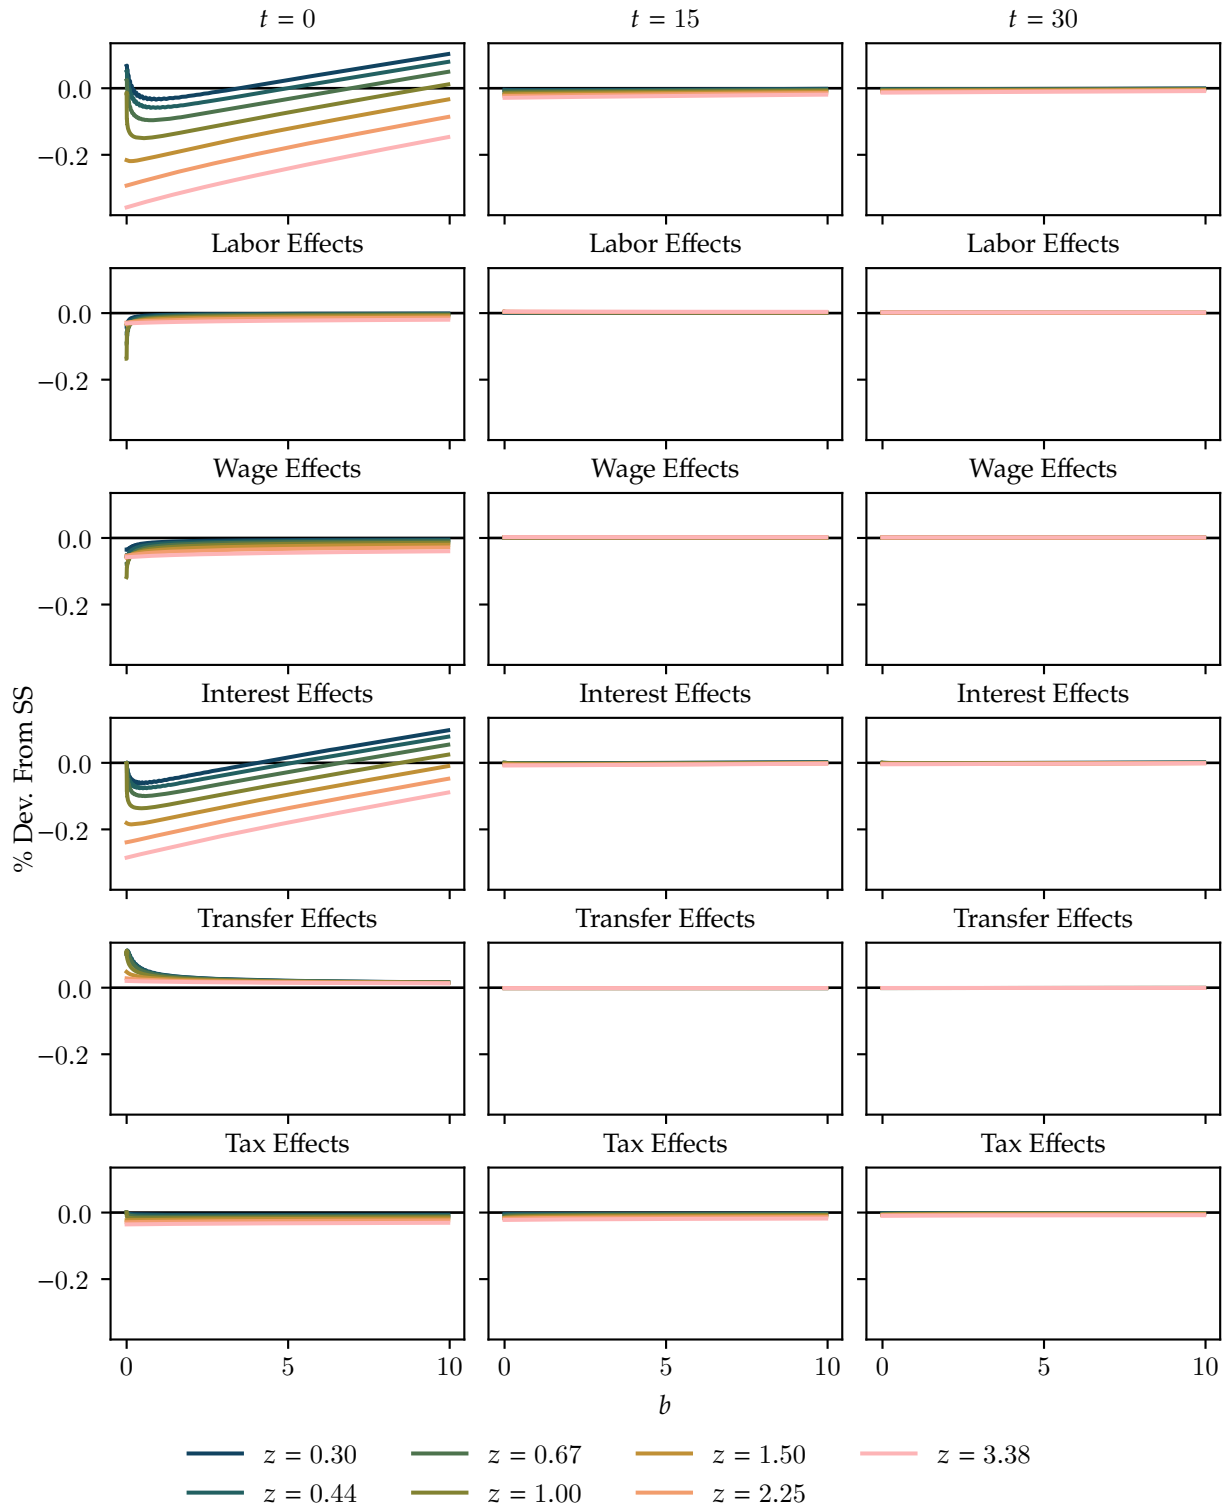 t = 0 t = 15 t = 30
0.0
−0.2
Labor Effects Labor Effects Labor Effects
0.0
−0.2
Wage Effects Wage Effects Wage Effects
0.0
−0.2
Interest Effects Interest Effects Interest Effects
0.0
−0.2
% Dev. From SS
Transfer Effects Transfer Effects Transfer Effects
0.0
−0.2
Tax Effects Tax Effects Tax Effects
0.0
−0.2
0 5 10 0 5 10 0 5 10
b
z = 0.30 z = 0.67 z = 1.50 z = 3.38
z = 0.44 z = 1.00 z = 2.25